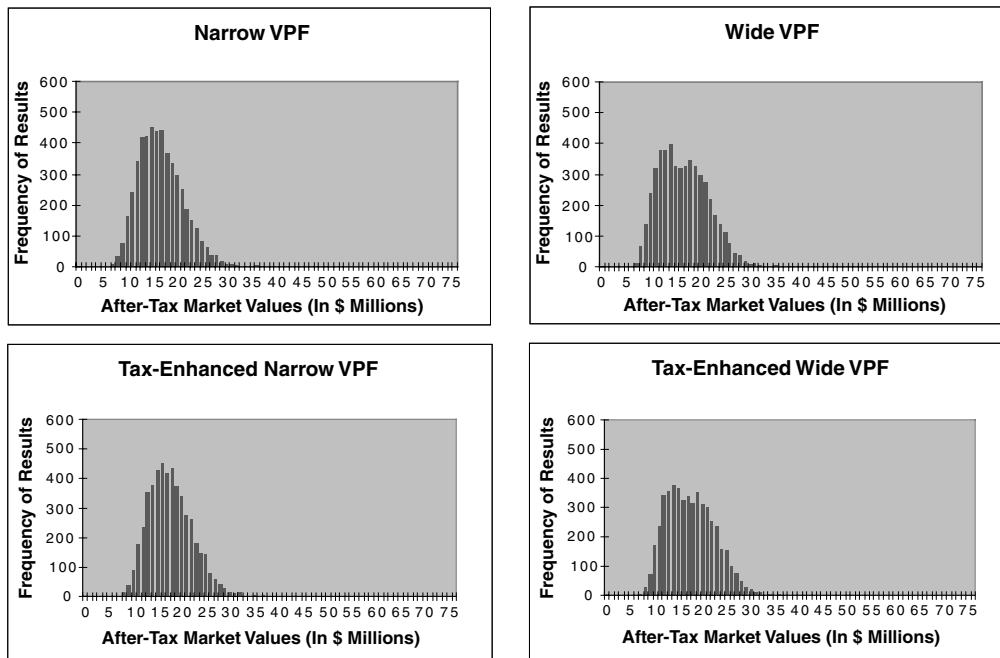 Narrow VPF
Frequency of Results
600
500
400
300
200
100
0
0 5 10 15 20 25 30 35 40 45 50 55 60 65 70 75
After-Tax Market Values (In $ Millions)
Wide VPF
Frequency of Results
600
500
400
300
200
100
0
0 5 10 15 20 25 30 35 40 45 50 55 60 65 70 75
After-Tax Market Values (In $ Millions)
Tax-Enhanced Narrow VPF
Frequency of Results
600
500
400
300
200
100
0
0 5 10 15 20 25 30 35 40 45 50 55 60 65 70 75
After-Tax Market Values (In $ Millions)
Tax-Enhanced Wide VPF
Frequency of Results
600
500
400
300
200
100
0
0 5 10 15 20 25 30 35 40 45 50 55 60 65 70 75
After-Tax Market Values (In $ Millions)